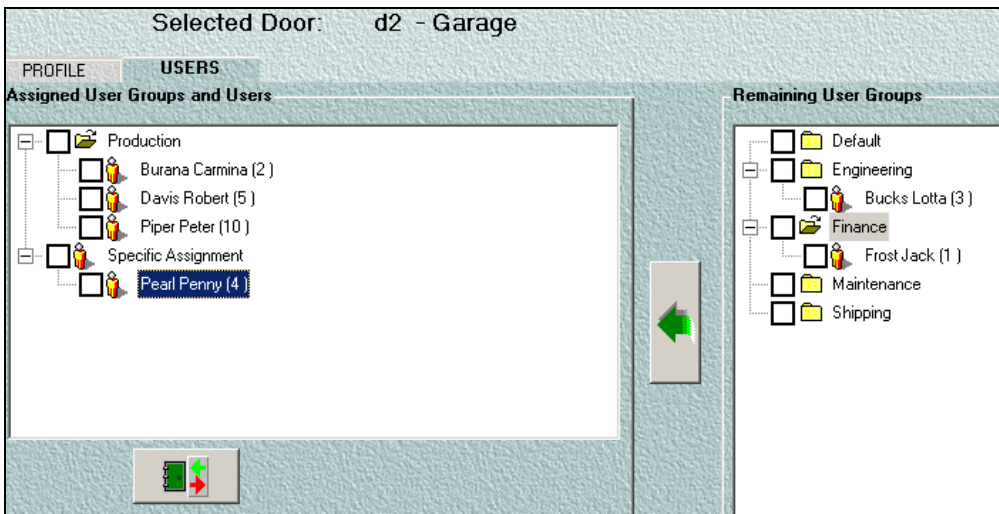 Selected Door: d2 - Garage
PROFILE USERS
Assigned User Groups and Users
Production
Burana Carmina (2 )
Davis Robert (5 )
Piper Peter (10 )
Specific Assignment
Pearl Penny (4 )
Remaining User Groups
Default
Engineering
Bucks Lotta (3 )
Finance
Frost Jack (1 )
Maintenance
Shipping